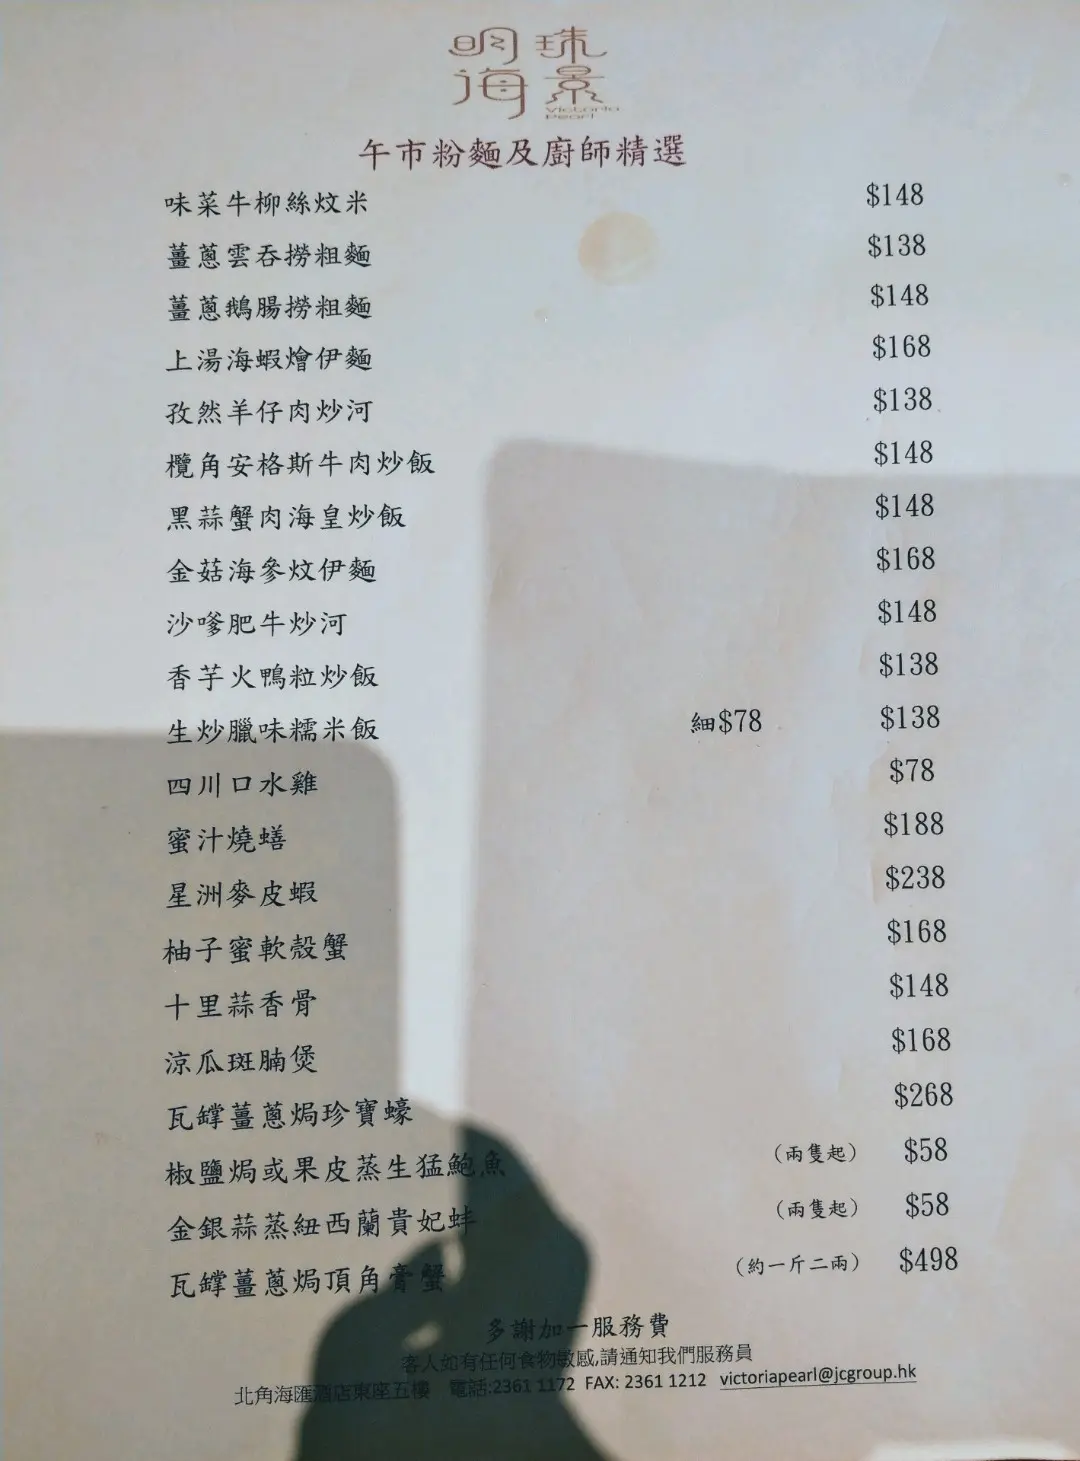 明珠
海景
Victoria
Pearl
午市粉麵及廚師精選
味菜牛柳絲炆米 $148
薑蔥雲吞撈粗麵 $138
薑蔥鵝腸撈粗麵 $148
上湯海蝦燴伊麵 $168
孜然羊仔肉炒河 $138
欖角安格斯牛肉炒飯 $148
黑蒜蟹肉海皇炒飯 $148
金菇海參炆伊麵 $168
沙嗲肥牛炒河 $148
香芋火鴨粒炒飯 $138
生炒臘味糯米飯 細$78 $138
四川口水雞 $78
蜜汁燒蟮 $188
星洲麥皮蝦 $238
柚子蜜軟殼蟹 $168
十里蒜香骨 $148
涼瓜斑腩煲 $168
瓦罉薑蔥焗珍寶蠔 $268
椒鹽焗或果皮蒸生猛鮑魚 (兩隻起) $58
金銀蒜蒸紐西蘭貴妃蚌 (兩隻起) $58
瓦罉薑蔥焗頂角膏蟹 (約一斤二兩) $498
多謝加一服務費
客人如有任何食物敏感,請通知我們服務員
北角海匯酒店東座五樓 電話:2361 1172 FAX: 2361 1212 victoriapearl@jcgroup.hk